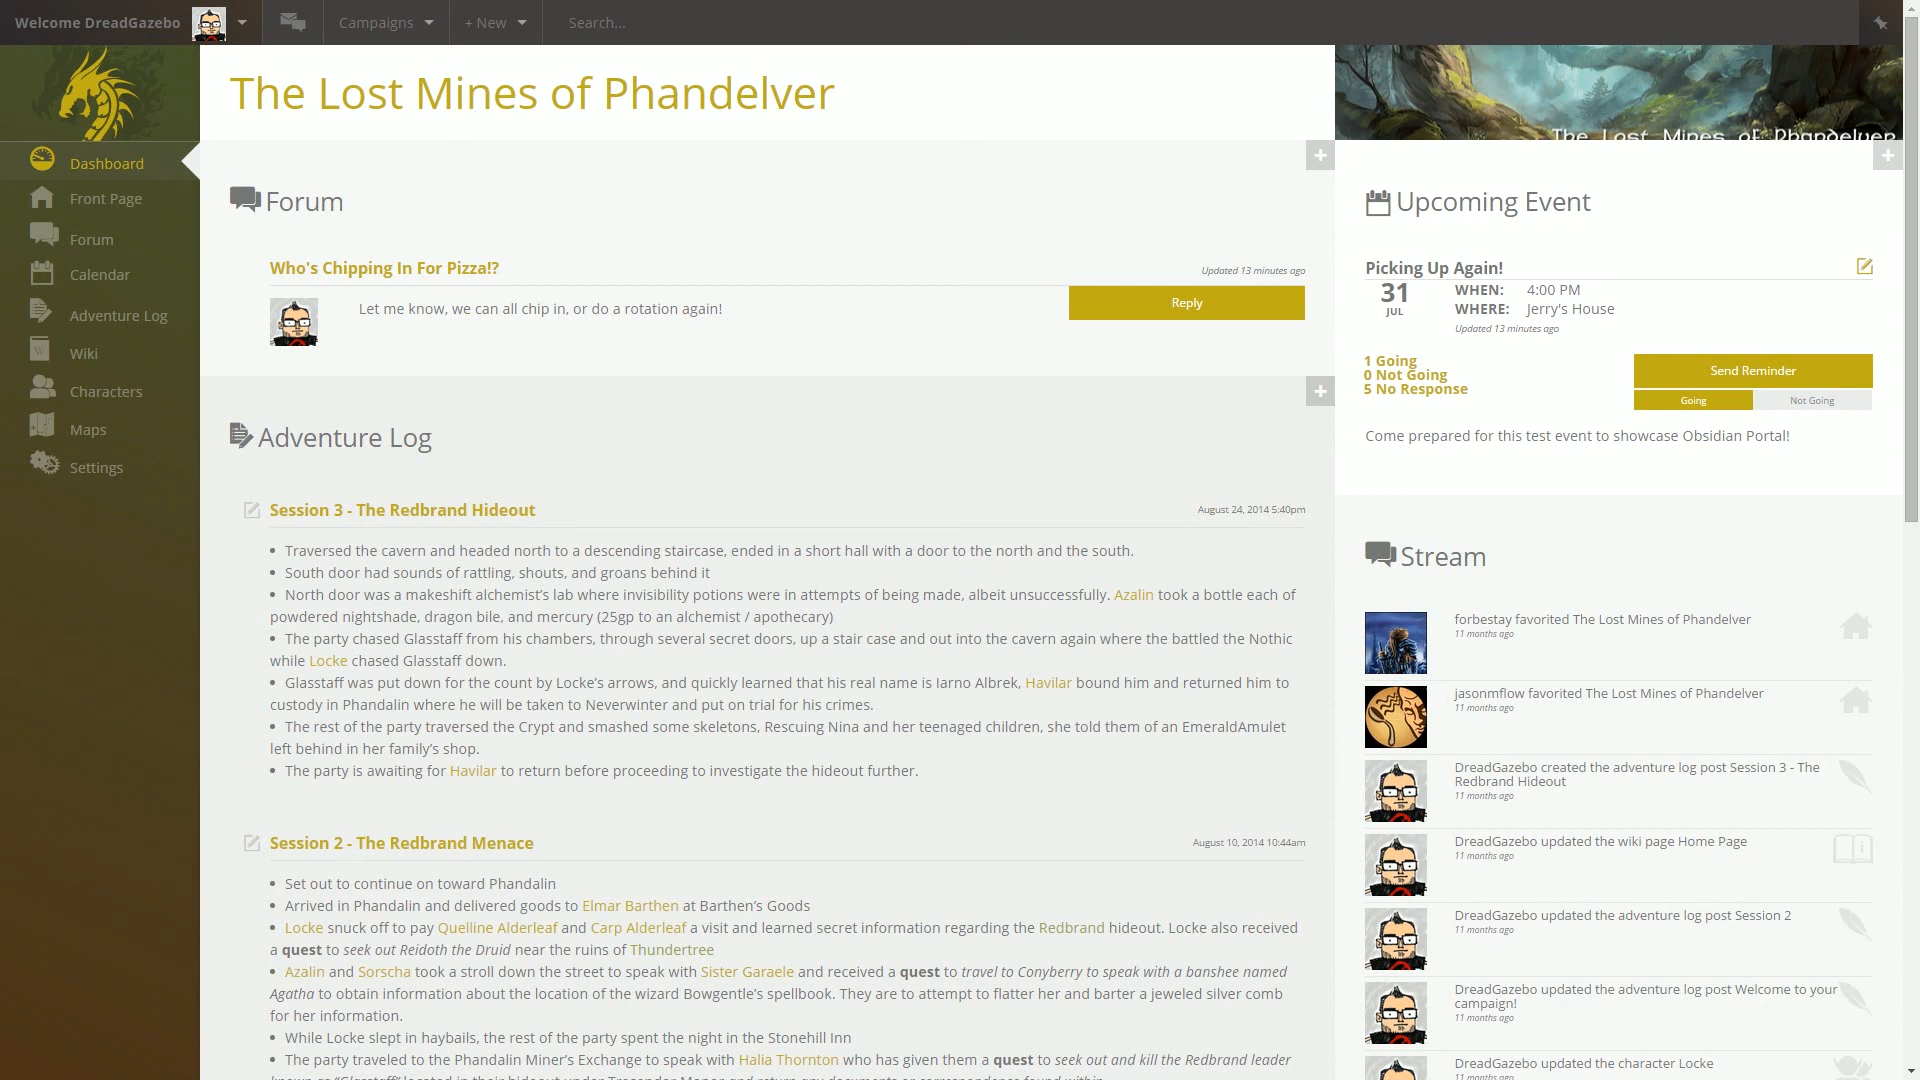 Welcome DreadGazebo
Campaigns
+ New
Search...
The Lost Mines of Phandelver
The Lost Mines of Phandelver
Dashboard
Front Page
Forum
Calendar
Adventure Log
Wiki
Characters
Maps
Settings
Forum
Who's Chipping In For Pizza!?
Updated 13 minutes ago
Let me know, we can all chip in, or do a rotation again!
Reply
Adventure Log
Session 3 - The Redbrand Hideout
August 24, 2014 5:40pm
• Traversed the cavern and headed north to a descending staircase, ended in a short hall with a door to the north and the south.
• South door had sounds of rattling, shouts, and groans behind it
• North door was a makeshift alchemist’s lab where invisibility potions were in attempts of being made, albeit unsuccessfully. Azalin took a bottle each of
powdered nightshade, dragon bile, and mercury (25gp to an alchemist / apothecary)
• The party chased Glasstaff from his chambers, through several secret doors, up a stair case and out into the cavern again where the battled the Nothic
while Locke chased Glasstaff down.
• Glasstaff was put down for the count by Locke’s arrows, and quickly learned that his real name is Iarno Albrek, Havilar bound him and returned him to
custody in Phandalin where he will be taken to Neverwinter and put on trial for his crimes.
• The rest of the party traversed the Crypt and smashed some skeletons, Rescuing Nina and her teenaged children, she told them of an EmeraldAmulet
left behind in her family’s shop.
• The party is awaiting for Havilar to return before proceeding to investigate the hideout further.
Session 2 - The Redbrand Menace
August 10, 2014 10:44am
• Set out to continue on toward Phandalin
• Arrived in Phandalin and delivered goods to Elmar Barthen at Barthen’s Goods
• Locke snuck off to pay Quelline Alderleaf and Carp Alderleaf a visit and learned secret information regarding the Redbrand hideout. Locke also received
a quest to seek out Reidoth the Druid near the ruins of Thundertree
• Azalin and Sorscha took a stroll down the street to speak with Sister Garaele and received a quest to travel to Conyberry to speak with a banshee named
Agatha to obtain information about the location of the wizard Bowgentle’s spellbook. They are to attempt to flatter her and barter a jeweled silver comb
for her information.
• While Locke slept in haybails, the rest of the party spent the night in the Stonehill Inn
• The party traveled to the Phandalin Miner’s Exchange to speak with Halia Thornton who has given them a quest to seek out and kill the Redbrand leader
known as “Glasstaff” located in their hideout under Tresendar Manor and return any documents or correspondence found within.
Upcoming Event
Picking Up Again!
31
JUL
WHEN: 4:00 PM
WHERE: Jerry's House
Updated 13 minutes ago
1 Going
0 Not Going
5 No Response
Send Reminder
Going
Not Going
Come prepared for this test event to showcase Obsidian Portal!
Stream
forbestay favorited The Lost Mines of Phandelver
11 months ago
jasonmflow favorited The Lost Mines of Phandelver
11 months ago
DreadGazebo created the adventure log post Session 3 - The
Redbrand Hideout
11 months ago
DreadGazebo updated the wiki page Home Page
11 months ago
DreadGazebo updated the adventure log post Session 2
11 months ago
DreadGazebo updated the adventure log post Welcome to your
campaign!
11 months ago
DreadGazebo updated the character Locke
11 months ago